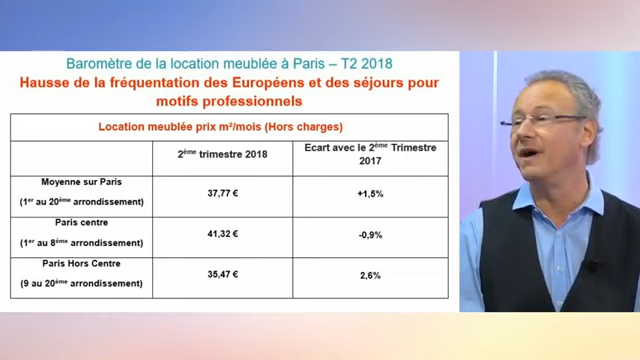 Baromètre de la location meublée à Paris – T2 2018
Hausse de la fréquentation des Européens et des séjours pour
motifs professionnels
Location meublée prix m²/mois (Hors charges)
2ème trimestre 2018
Ecart avec le 2ème Trimestre
2017
Moyenne sur Paris
(1er au 20ème arrondissement)
37,77 €
+1,5%
Paris centre
(1er au 8ème arrondissement)
41,32 €
-0,9%
Paris Hors Centre
(9 au 20ème arrondissement)
35,47 €
2,6%